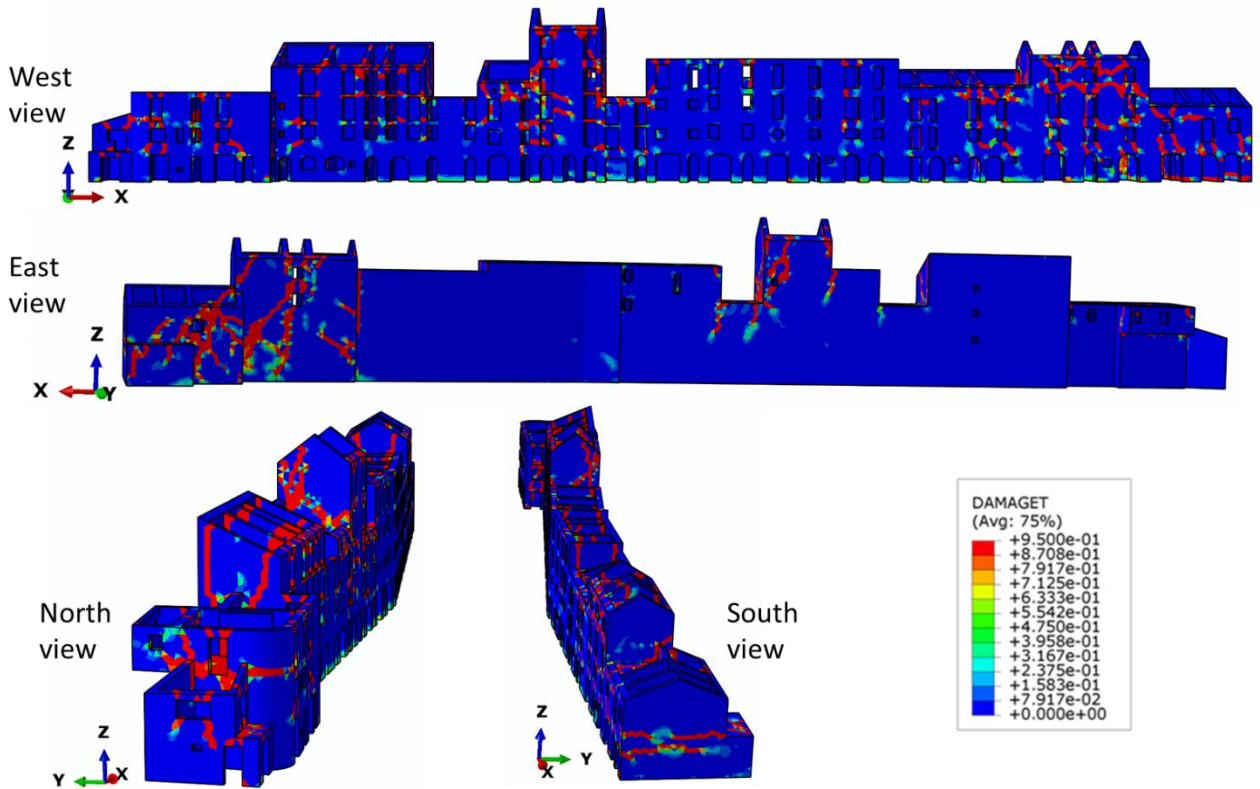 West
view
Z
X
East
view
Z
X
Y
North
view
Z
Y
X
South
view
Z
Y
X
DAMAGET
(Avg: 75%)
+9.500e-01
+8.708e-01
+7.917e-01
+7.125e-01
+6.333e-01
+5.542e-01
+4.750e-01
+3.958e-01
+3.167e-01
+2.375e-01
+1.583e-01
+7.917e-02
+0.000e+00